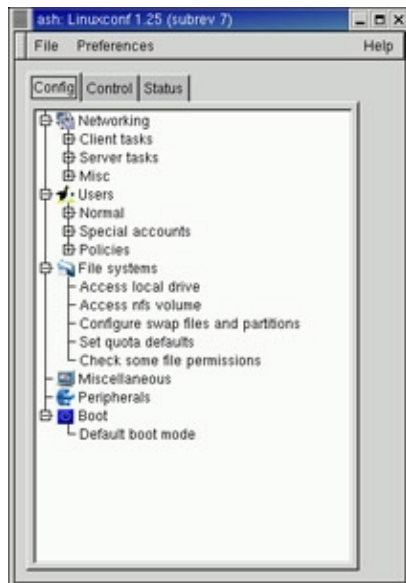 ash: Linuxconf 1.25 (subrev 7)
File Preferences Help
Config Control Status
Networking
Client tasks
Server tasks
Misc
Users
Normal
Special accounts
Policies
File systems
Access local drive
Access nfs volume
Configure swap files and partitions
Set quota defaults
Check some file permissions
Miscellaneous
Peripherals
Boot
Default boot mode